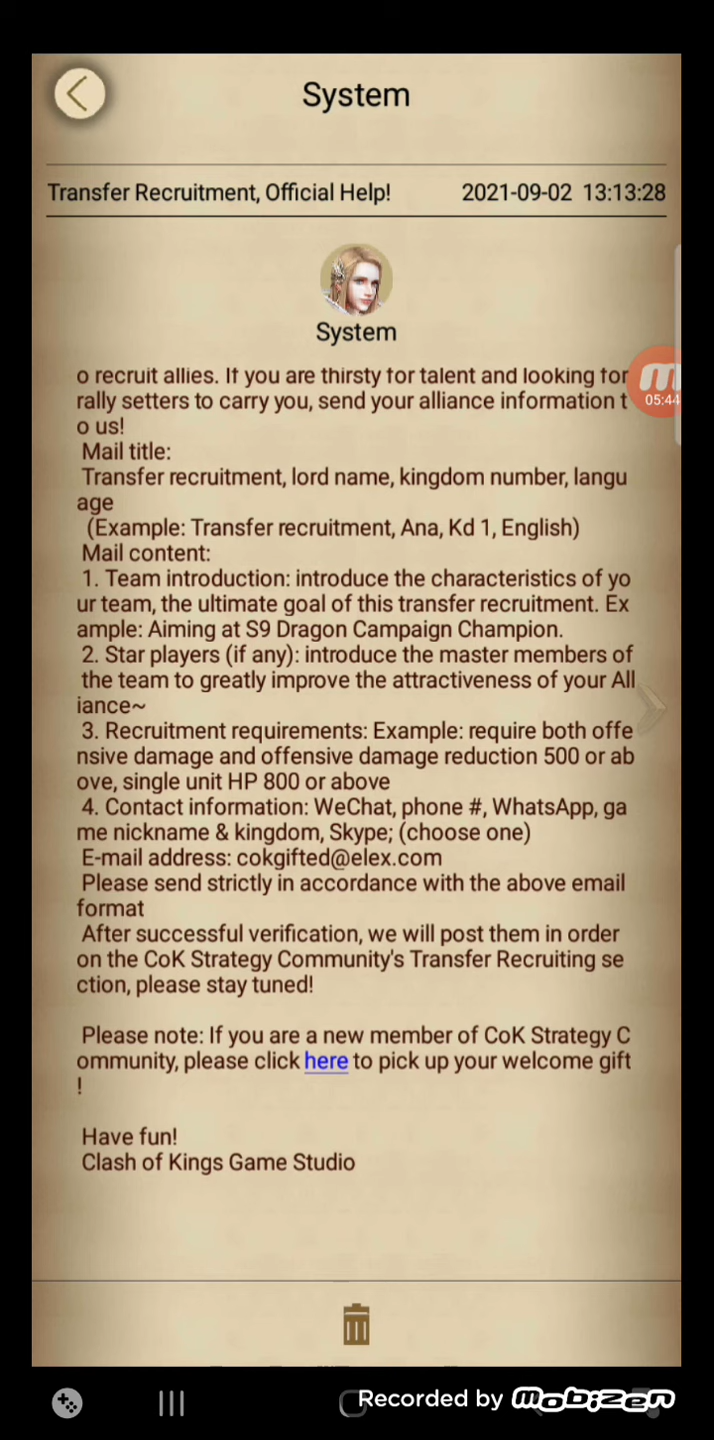 System
Transfer Recruitment, Official Help! 2021-09-02 13:13:28
System
o recruit allies. If you are thirsty for talent and looking for
rally setters to carry you, send your alliance information t
o us!
Mail title:
Transfer recruitment, lord name, kingdom number, langu
age
(Example: Transfer recruitment, Ana, Kd 1, English)
Mail content:
1. Team introduction: introduce the characteristics of yo
ur team, the ultimate goal of this transfer recruitment. Ex
ample: Aiming at S9 Dragon Campaign Champion.
2. Star players (if any): introduce the master members of
the team to greatly improve the attractiveness of your All
iance~
3. Recruitment requirements: Example: require both offe
nsive damage and offensive damage reduction 500 or ab
ove, single unit HP 800 or above
4. Contact information: WeChat, phone #, WhatsApp, ga
me nickname & kingdom, Skype; (choose one)
E-mail address: cokgifted@elex.com
Please send strictly in accordance with the above email
format
After successful verification, we will post them in order
on the CoK Strategy Community's Transfer Recruiting se
ction, please stay tuned!
Please note: If you are a new member of CoK Strategy C
ommunity, please click here to pick up your welcome gift
!
Have fun!
Clash of Kings Game Studio
05:44
Recorded by Mobizen